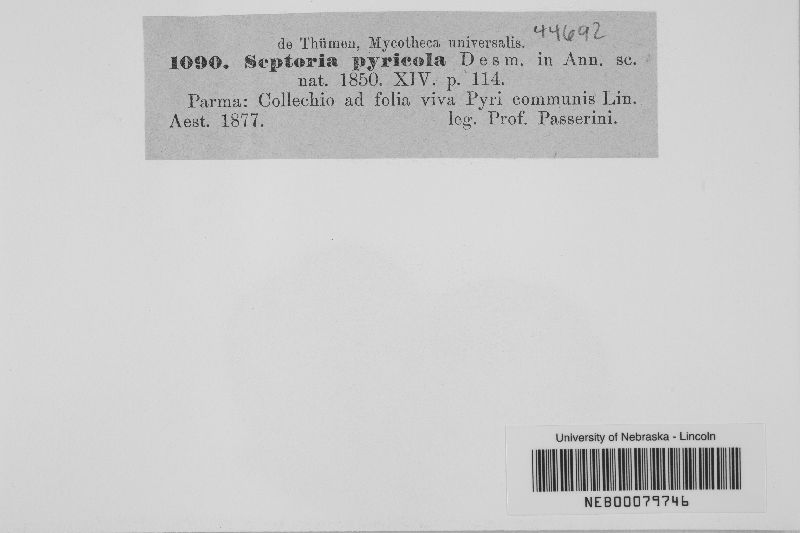 44692
de Thümen, Mycotheca universalis.
1090. Septoria pyricola Desm. in Ann. sc.
nat. 1850. XIV. p. 114.
Parma: Collechio ad folia viva Pyri communis Lin.
Aest. 1877. leg. Prof. Passerini.
University of Nebraska - Lincoln
NEB00079746